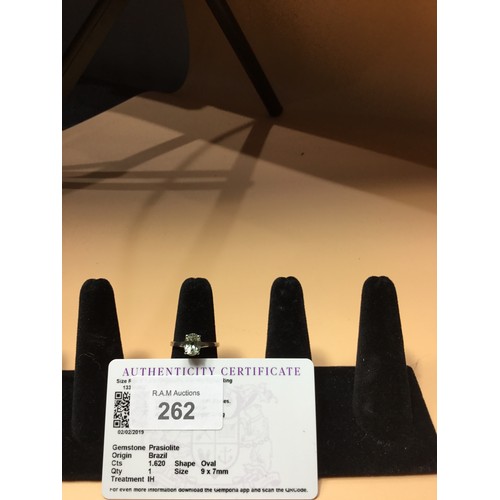 AUTHENTICITY CERTIFICATE
Size
R.A.M Auctions
262
02/02/2019
Gemstone Prasiolite
Origin Brazil
Cts 1.620 Shape Oval
Qty 1 Size 9 x 7mm
Treatment IH
For even more information download the Gemporia app and scan the QRCode.